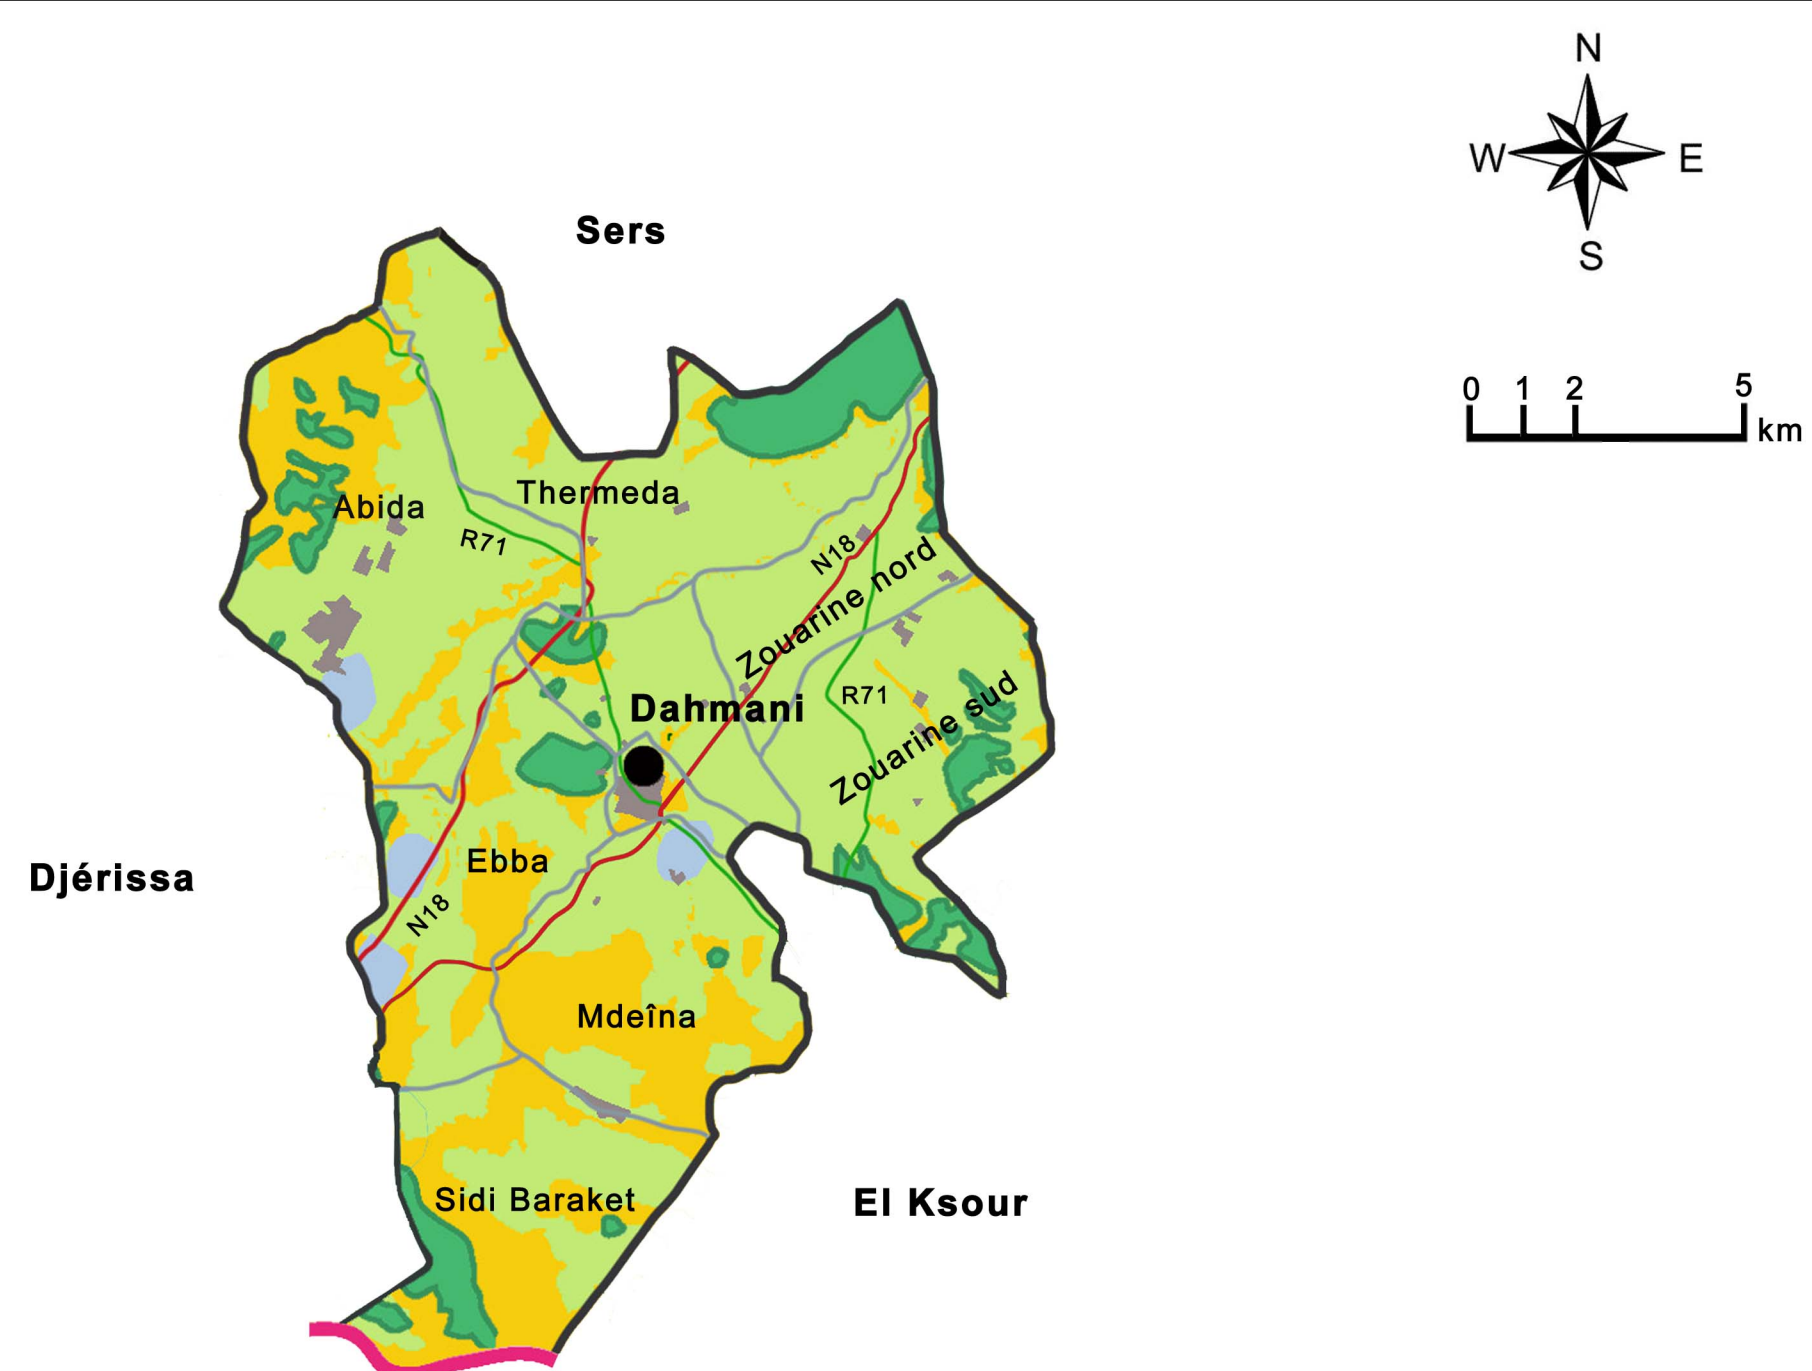 N
W E
S
Sers
0 1 2 5
km
Thermeda
Abida
R71
N18
Zouarine nord
R71
Dahmani
Zouarine sud
Ebba
Djérissa
N18
Mdeîna
Sidi Baraket
El Ksour